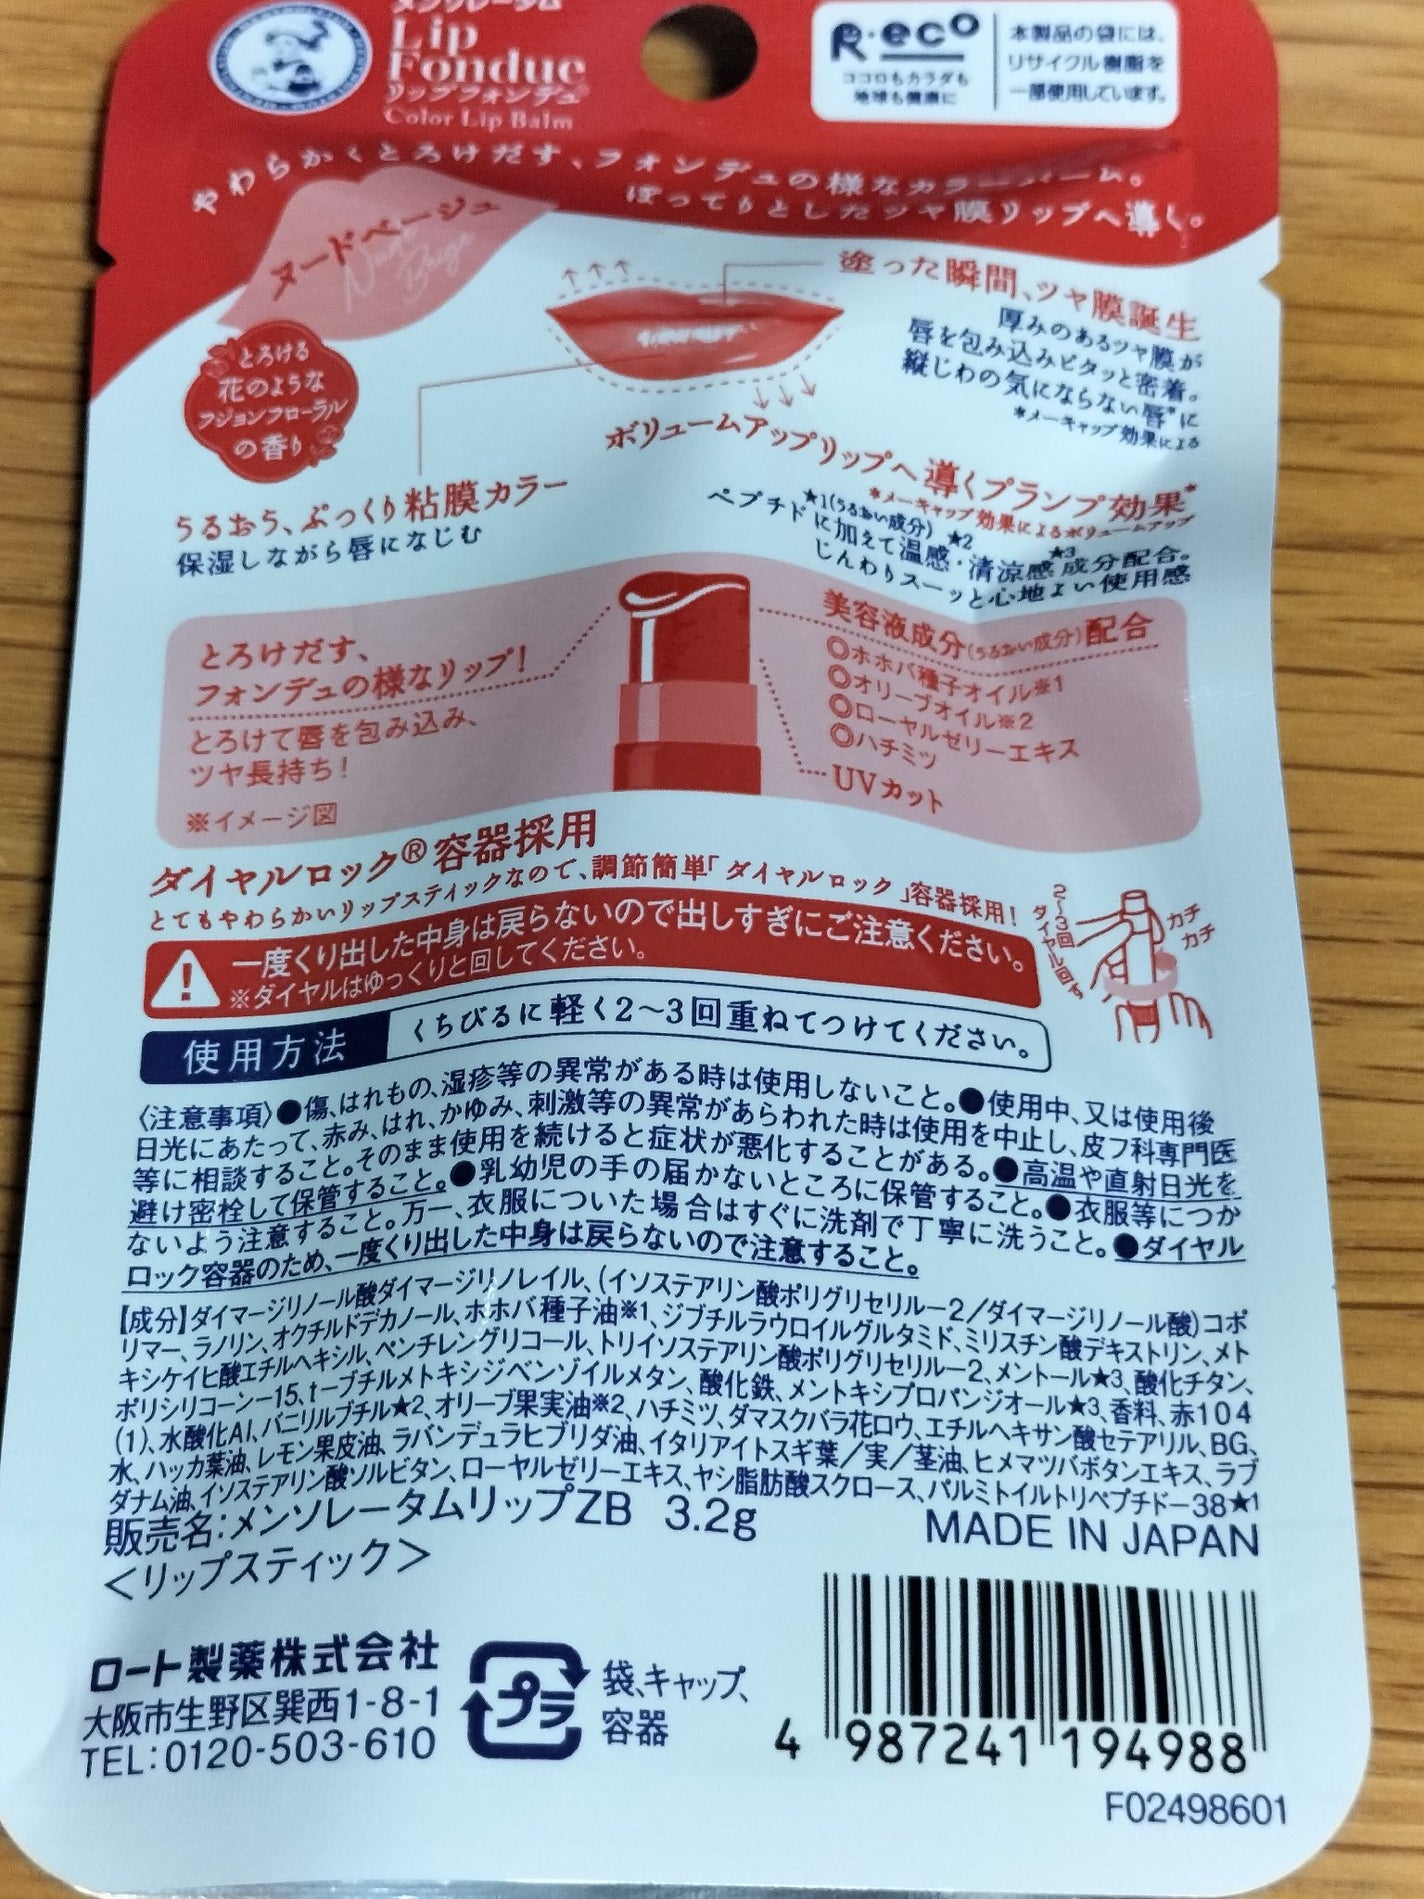 メンソレータム
Lip
Fondue
リップフォンデュ
Color Lip Balm
R・eco
ココロもカラダも
地球も健康に
本製品の袋には、
リサイクル樹脂を
一部使用しています。
やわらかくとろけだす、フォンデュの様なカラーバーム。
ぽってりとしたツヤ膜リップへ導く。
ヌードベージュ
Nude
Beige
とろける
花のような
フジョンフローラル
の香り
塗った瞬間、ツヤ膜誕生
厚みのあるツヤ膜が
唇を包み込みピタッと密着。
縦じわの気にならない唇*に
*メーキャップ効果による
うるおう、ぷっくり粘膜カラー
保湿しながら唇になじむ
ボリュームアップリップへ導くプランプ効果*
*メーキャップ効果によるボリュームアップ
ペプチド★1(うるおい成分)に加えて温感★2・清涼感★3成分配合。
じんわりスーッと心地よい使用感
とろけだす、
フォンデュの様なリップ!
とろけて唇を包み込み、
ツヤ長持ち!
※イメージ図
美容液成分(うるおい成分)配合
◎ホホバ種子オイル※1
◎オリーブオイル※2
◎ローヤルゼリーエキス
◎ハチミツ
UVカット
ダイヤルロック®容器採用
とてもやわらかいリップスティックなので、調節簡単「ダイヤルロック」容器採用!
2〜3回
ダイヤル回す
カチ
カチ
一度くり出した中身は戻らないので出しすぎにご注意ください。
※ダイヤルはゆっくりと回してください。
使用方法 くちびるに軽く2〜3回重ねてつけてください。
〈注意事項〉●傷、はれもの、湿疹等の異常がある時は使用しないこと。●使用中、又は使用後
日光にあたって、赤み、はれ、かゆみ、刺激等の異常があらわれた時は使用を中止し、皮フ科専門医
等に相談すること。そのまま使用を続けると症状が悪化することがある。●高温や直射日光を
避け密栓して保管すること。●乳幼児の手の届かないところに保管すること。●衣服等につか
ないよう注意すること。万一、衣服についた場合はすぐに洗剤で丁寧に洗うこと。●ダイヤル
ロック容器のため、一度くり出した中身は戻らないので注意すること。
【成分】ダイマージリノール酸ダイマージリノレイル、(イソステアリン酸ポリグリセリル-2/ダイマージリノール酸)コポ
リマー、ラノリン、オクチルドデカノール、ホホバ種子油※1、ジブチルラウロイルグルタミド、ミリスチン酸デキストリン、メト
キシケイヒ酸エチルヘキシル、ペンチレングリコール、トリイソステアリン酸ポリグリセリル-2、メントール★3、酸化チタン、
ポリシリコーン-15、t-ブチルメトキシジベンゾイルメタン、酸化鉄、メントキシプロパンジオール★3、香料、赤104
(1)、水酸化Al、バニリルブチル★2、オリーブ果実油※2、ハチミツ、ダマスクバラ花ロウ、エチルヘキサン酸セテアリル、BG、
水、ハッカ葉油、レモン果皮油、ラバンデュラヒブリダ油、イタリアイトスギ葉/実/茎油、ヒメマツバボタンエキス、ラブ
ダナム油、イソステアリン酸ソルビタン、ローヤルゼリーエキス、ヤシ脂肪酸スクロース、パルミトイルトリペプチド-38★1
販売名:メンソレータムリップZB 3.2g
<リップスティック>
MADE IN JAPAN
ロート製薬株式会社
大阪市生野区巽西1-8-1
TEL:0120-503-610
プラ
袋、キャップ、
容器
4 987241 194988
F02498601